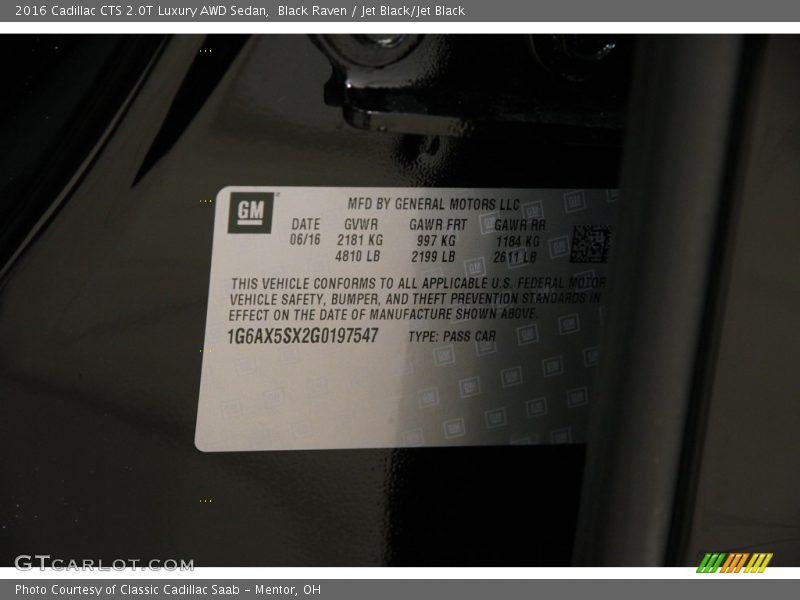 2016 Cadillac CTS 2.0T Luxury AWD Sedan,  Black Raven / Jet Black/Jet Black
GM
MFD BY GENERAL MOTORS LLC
DATE GVWR GAWR FRT GAWR RR
06/16 2181 KG 997 KG 1184 KG
4810 LB 2199 LB 2611 LB
THIS VEHICLE CONFORMS TO ALL APPLICABLE U.S. FEDERAL MOTOR
VEHICLE SAFETY, BUMPER, AND THEFT PREVENTION STANDARDS IN
EFFECT ON THE DATE OF MANUFACTURE SHOWN ABOVE.
1G6AX5SX2G0197547 TYPE: PASS CAR
GTCARLOT.COM
Photo Courtesy of Classic Cadillac Saab - Mentor, OH